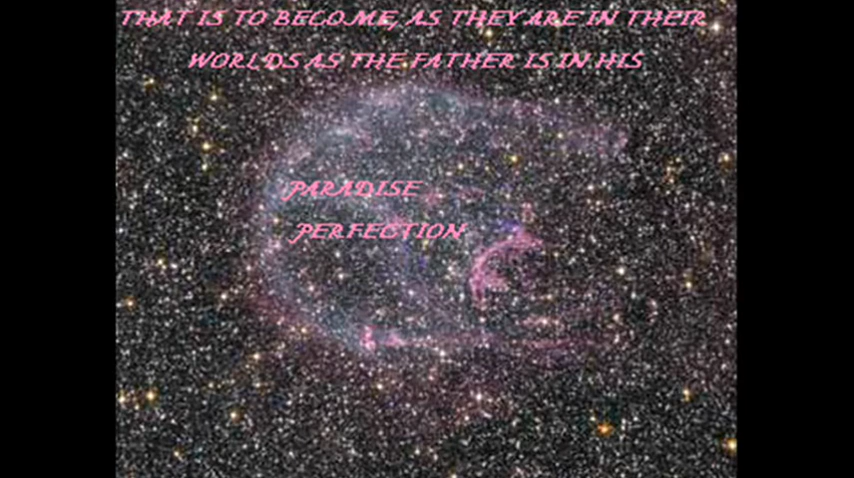 THAT IS TO BECOME, AS THEY ARE IN THEIR
WORLDS AS THE FATHER IS IN HIS
PARADISE
PERFECTION